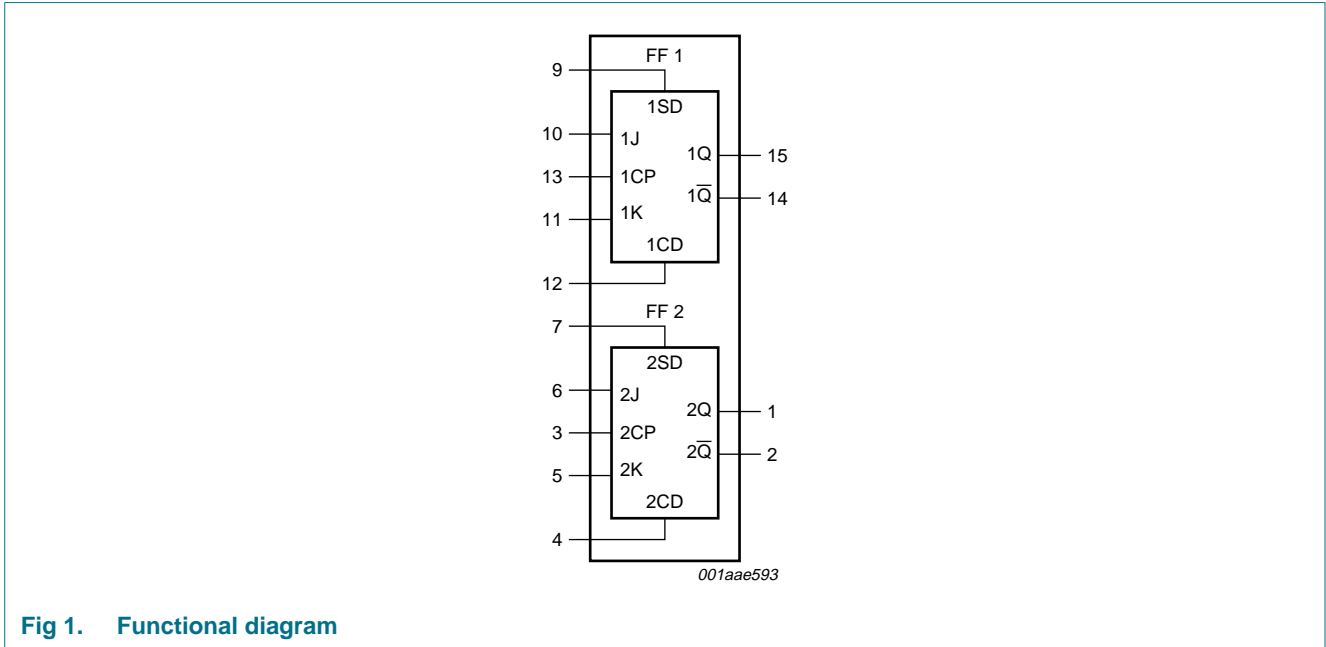 FF 1
9
1SD
10
1J
1Q
15
13
1CP
1Q̅
14
11
1K
1CD
12
FF 2
7
2SD
6
2J
2Q
1
3
2CP
2Q̅
2
5
2K
2CD
4
001aae593
Fig 1. Functional diagram